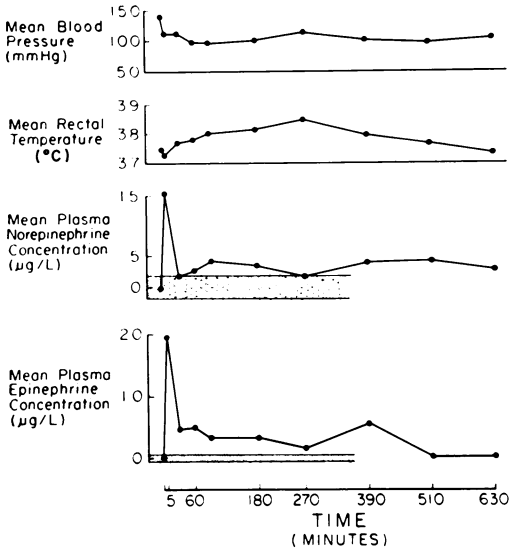 Mean Blood
Pressure
(mmHg)
150
100
50
Mean Rectal
Temperature
(°C)
39
38
37
Mean Plasma
Norepinephrine
Concentration
(µg/L)
15
5
0
Mean Plasma
Epinephrine
Concentration
(µg/L)
20
10
0
5 60 180 270 390 510 630
TIME
(MINUTES)